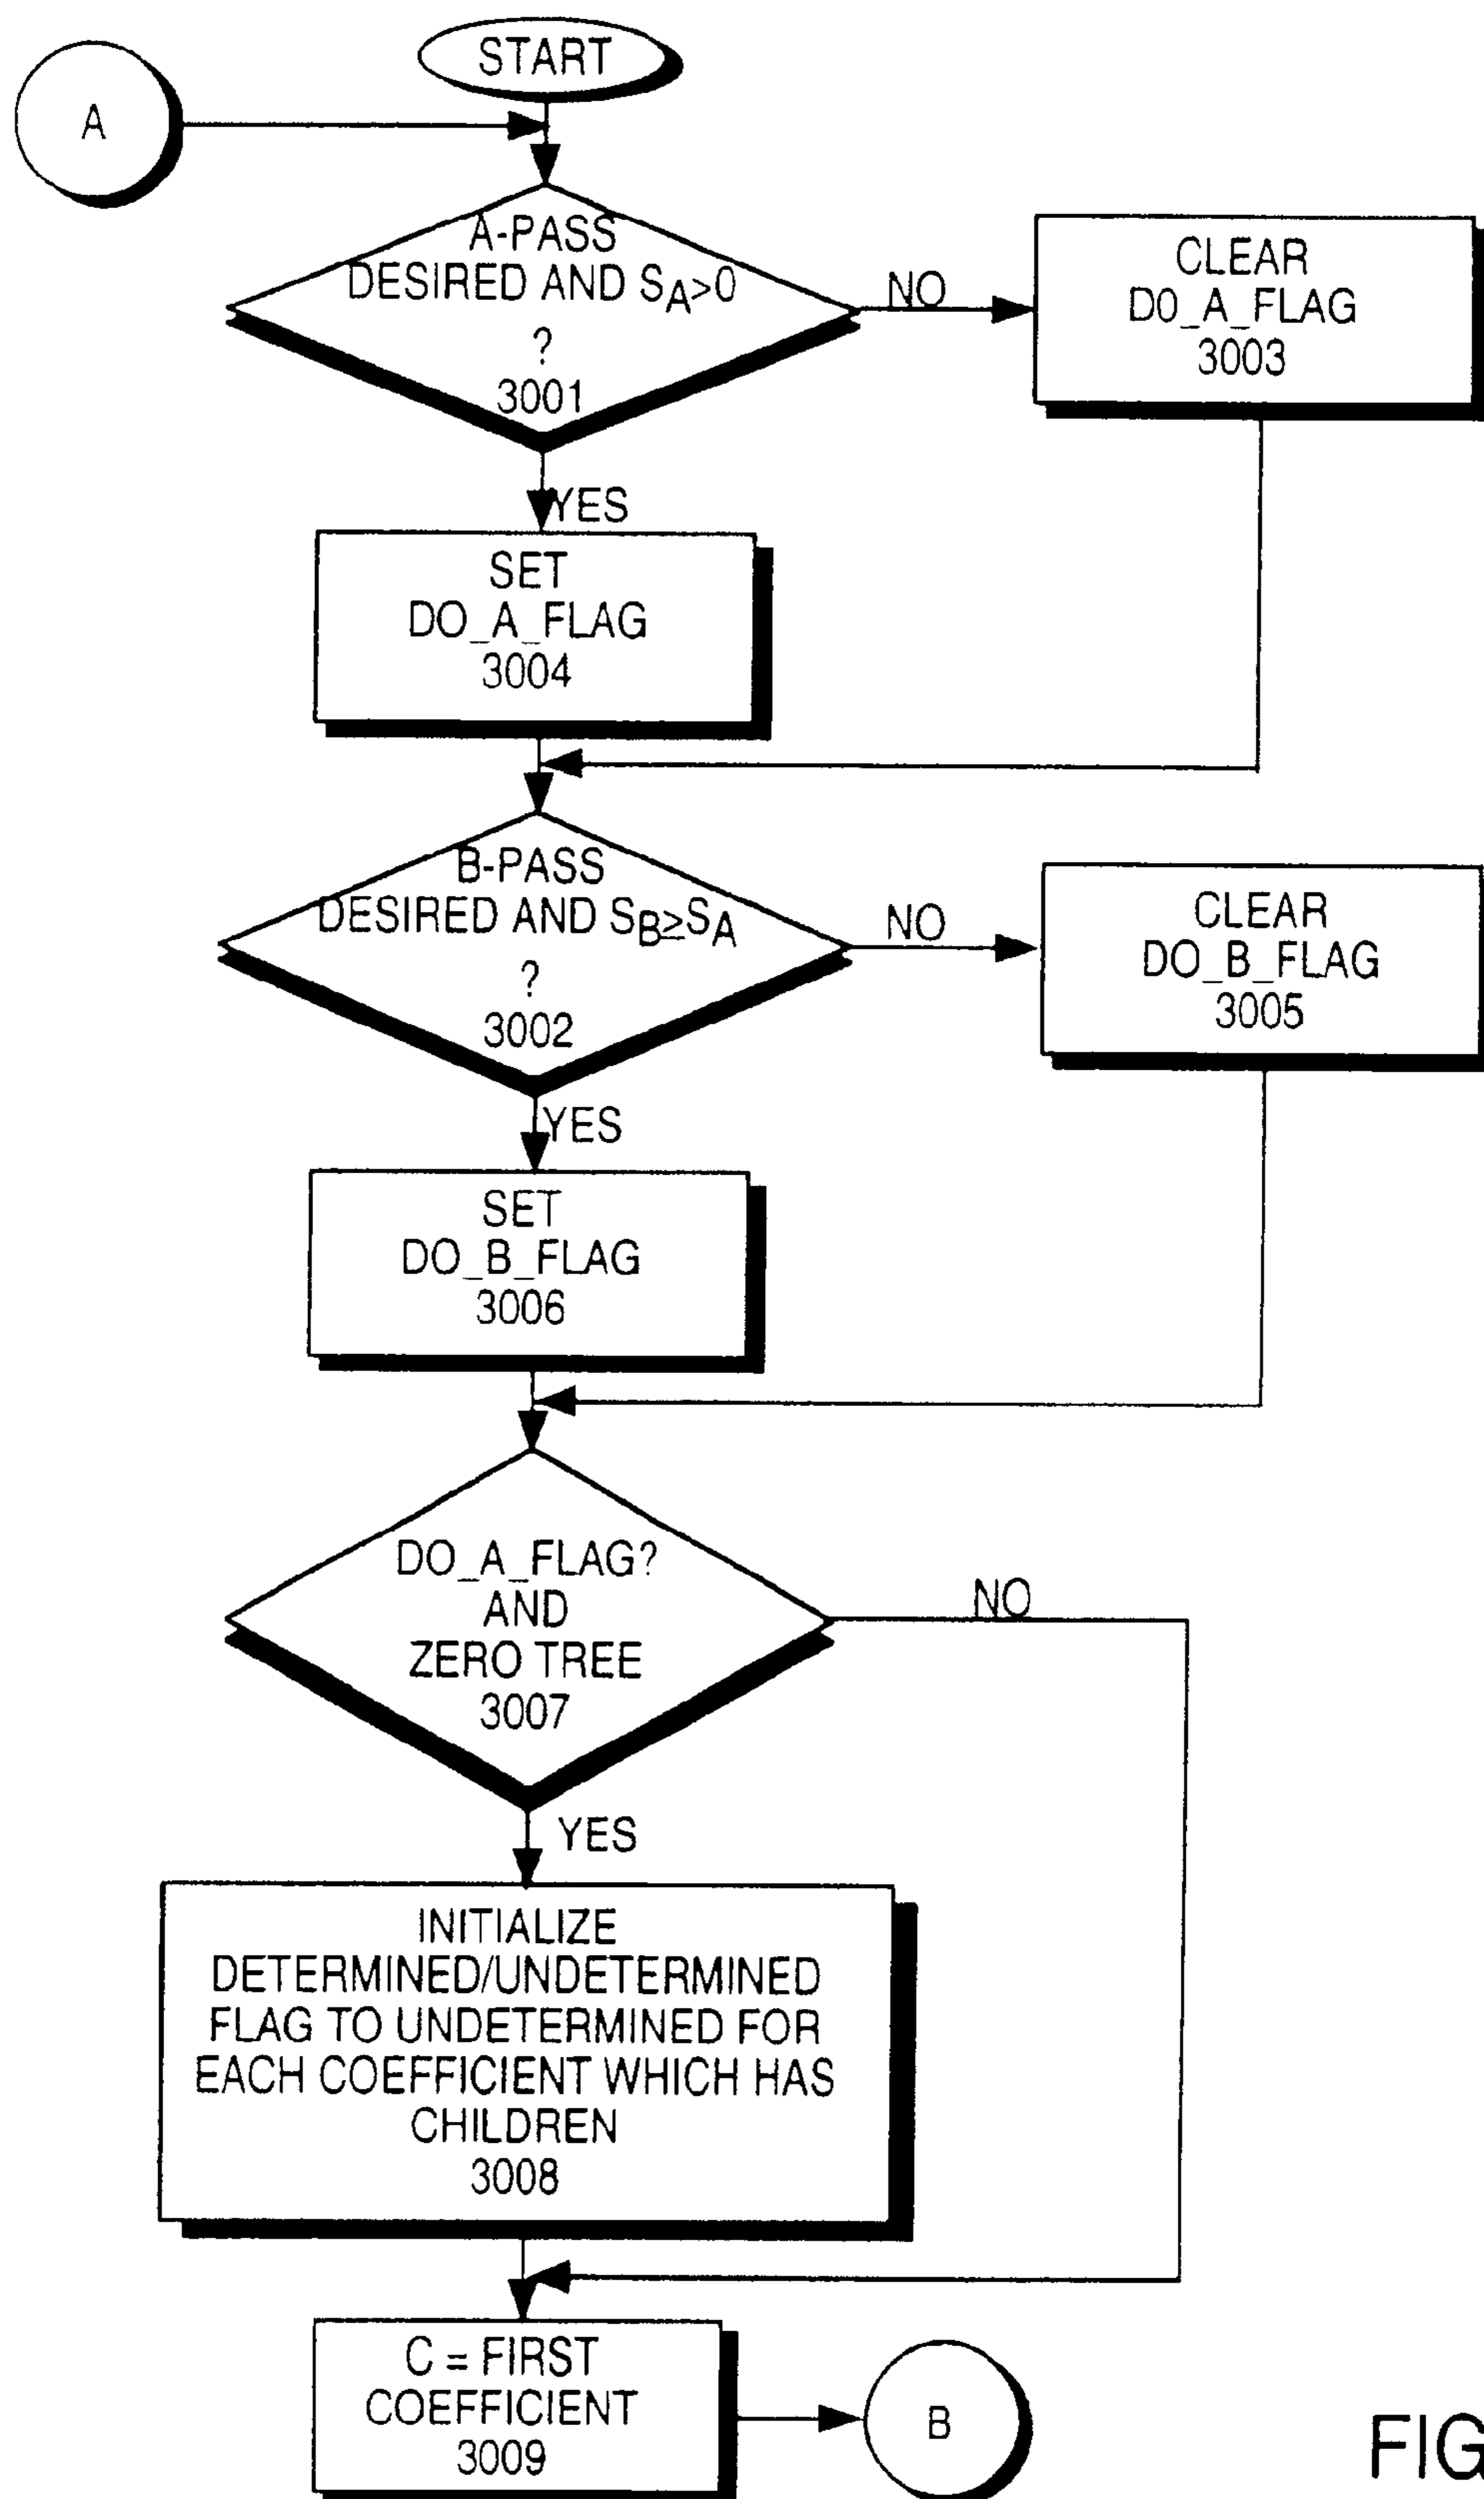 START
A
A-PASS
DESIRED AND SA>0
?
3001
NO
CLEAR
D0_A_FLAG
3003
YES
SET
DO_A_FLAG
3004
B-PASS
DESIRED AND SB≥SA
?
3002
NO
CLEAR
DO_B_FLAG
3005
YES
SET
DO_B_FLAG
3006
DO_A_FLAG?
AND
ZERO TREE
3007
NO
YES
INITIALIZE
DETERMINED/UNDETERMINED
FLAG TO UNDETERMINED FOR
EACH COEFFICIENT WHICH HAS
CHILDREN
3008
C = FIRST
COEFFICIENT
3009
B
FIG